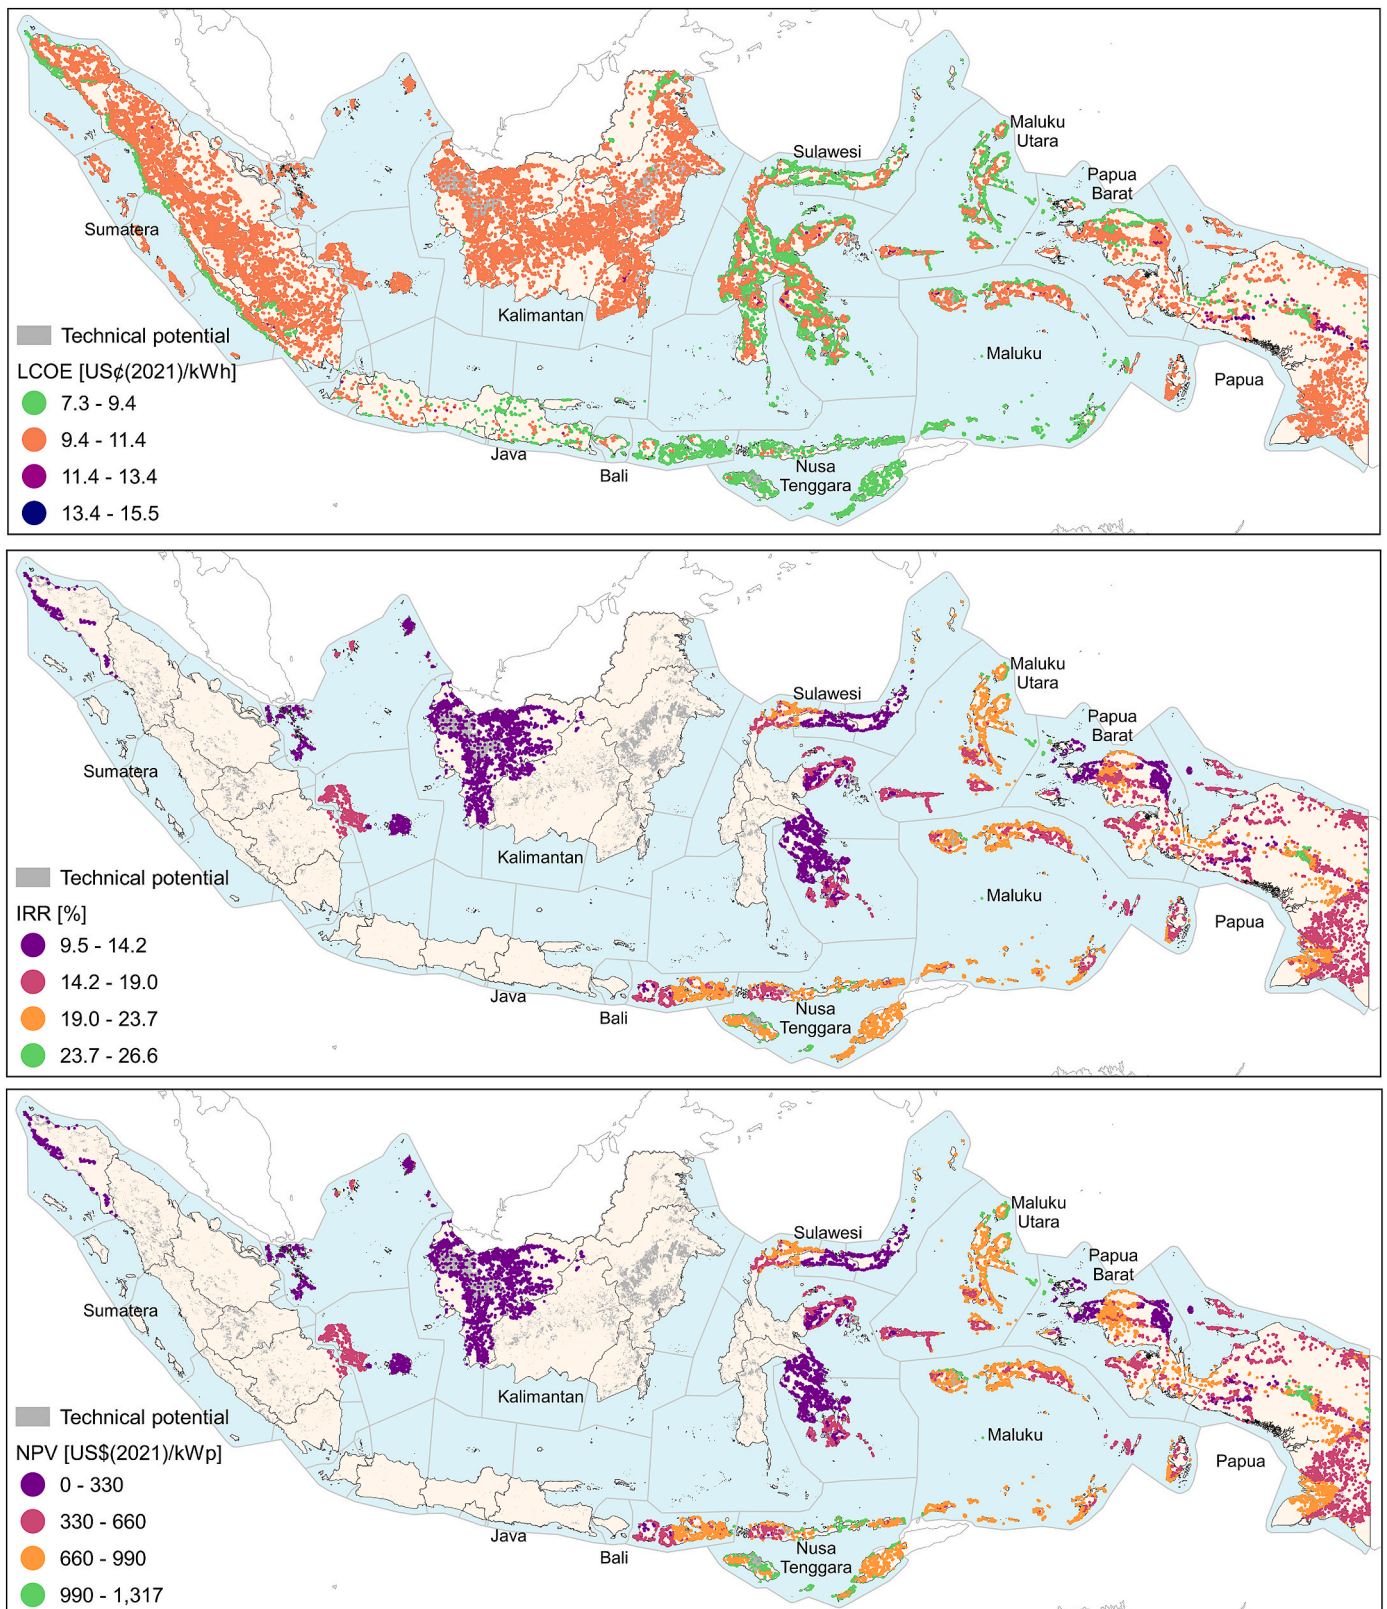 Maluku
Utara
Sulawesi
Papua
Barat
Sumatera
Kalimantan
Technical potential
Maluku
LCOE [US¢(2021)/kWh]
Papua
7.3 - 9.4
9.4 - 11.4
Java
Nusa
Tenggara
Bali
11.4 - 13.4
13.4 - 15.5
Maluku
Utara
Sulawesi
Papua
Barat
Sumatera
Kalimantan
Technical potential
Maluku
IRR [%]
Papua
9.5 - 14.2
14.2 - 19.0
Java
Nusa
Tenggara
Bali
19.0 - 23.7
23.7 - 26.6
Maluku
Utara
Sulawesi
Papua
Barat
Sumatera
Kalimantan
Technical potential
Maluku
NPV [US$(2021)/kWp]
Papua
0 - 330
330 - 660
Java
Nusa
Tenggara
Bali
660 - 990
990 - 1,317